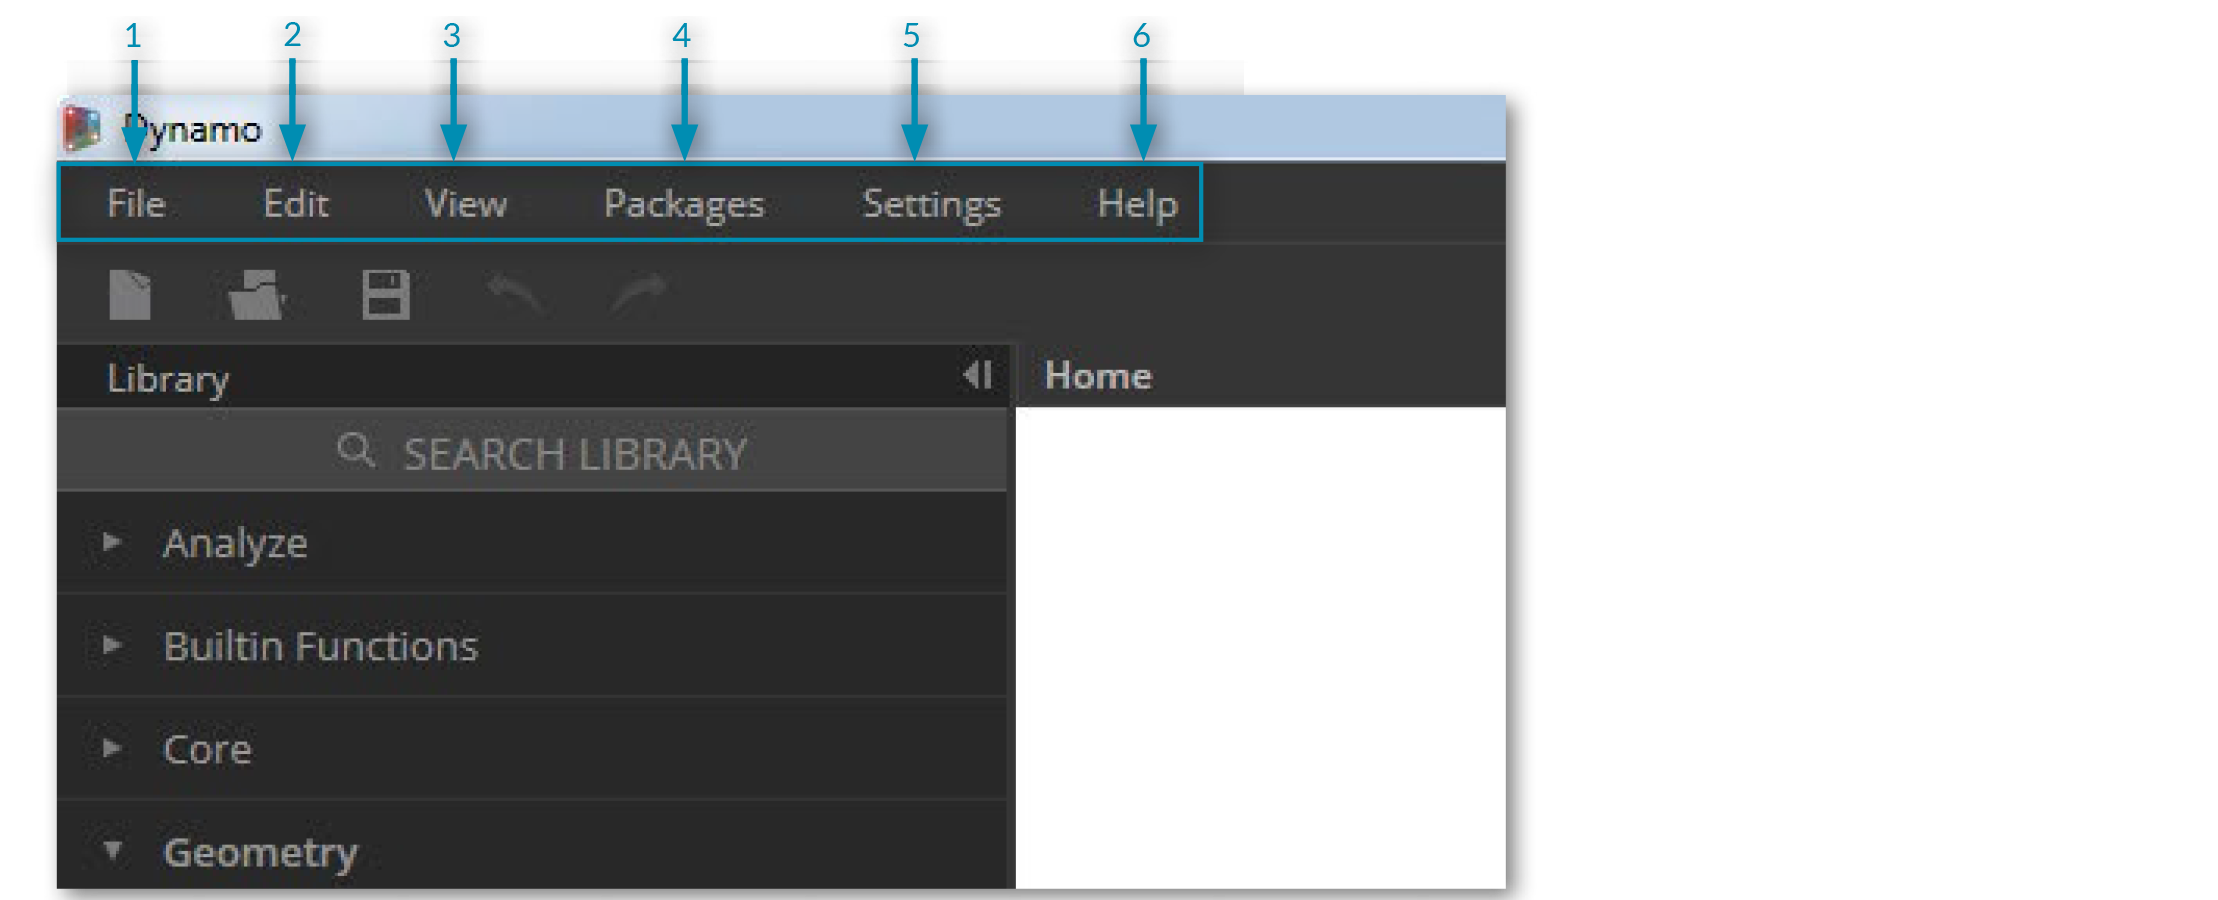 1 2 3 4 5 6
Dynamo
File Edit View Packages Settings Help
Library Home
SEARCH LIBRARY
Analyze
Builtin Functions
Core
Geometry